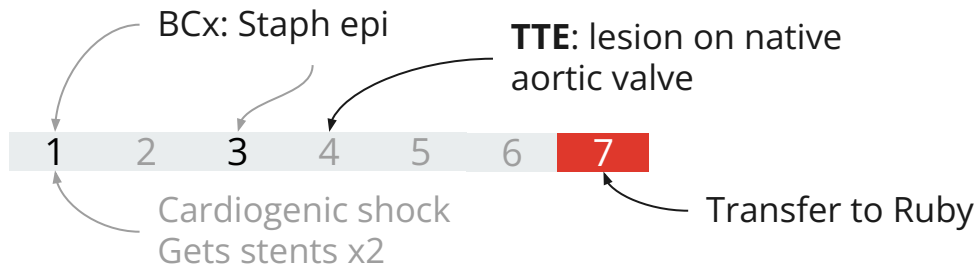 BCx: Staph epi
TTE: lesion on native
aortic valve
1 2 3 4 5 6 7
Cardiogenic shock
Gets stents x2
Transfer to Ruby